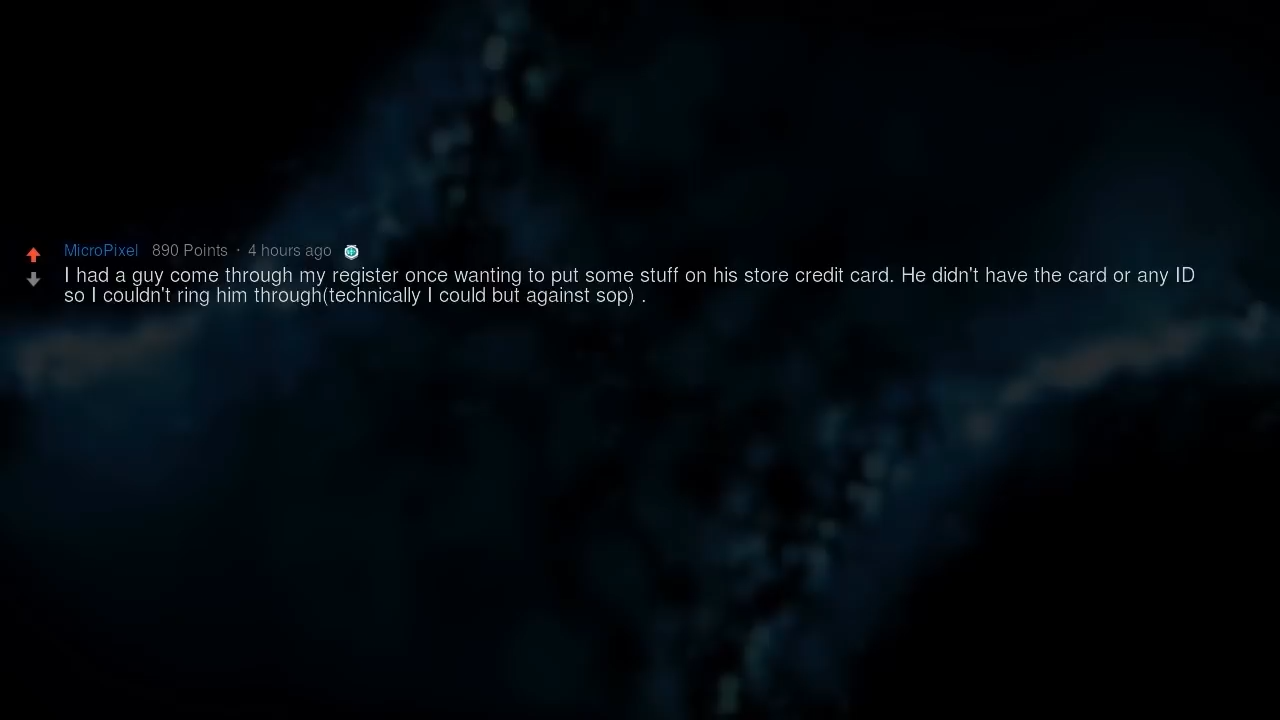 MicroPixel 890 Points · 4 hours ago
I had a guy come through my register once wanting to put some stuff on his store credit card. He didn't have the card or any ID
so I couldn't ring him through(technically I could but against sop) .